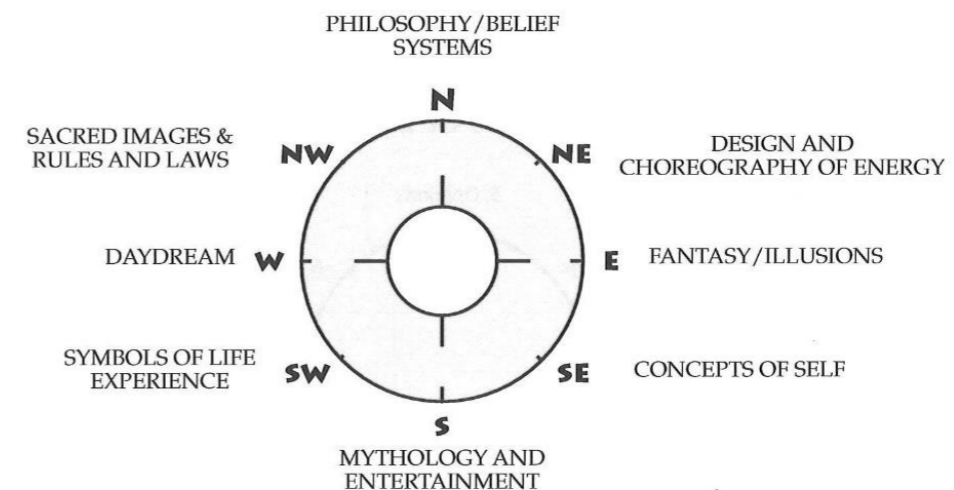 PHILOSOPHY/BELIEF
SYSTEMS
N
SACRED IMAGES &
RULES AND LAWS
NW
NE
DESIGN AND
CHOREOGRAPHY OF ENERGY
DAYDREAM
W
E
FANTASY/ILLUSIONS
SYMBOLS OF LIFE
EXPERIENCE
SW
SE
CONCEPTS OF SELF
S
MYTHOLOGY AND
ENTERTAINMENT